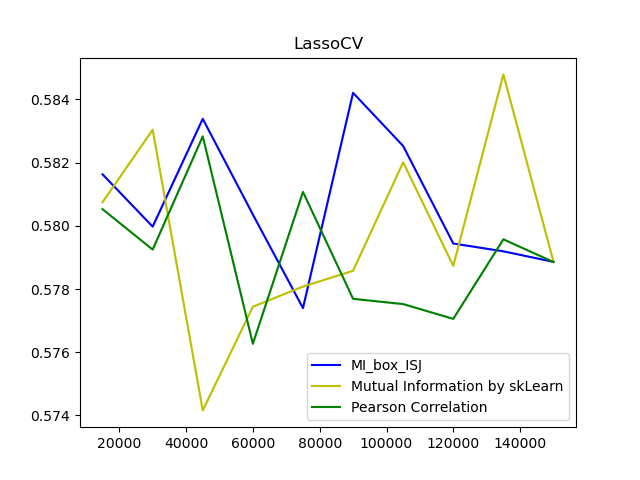 LassoCV
0.584
0.582
0.580
0.578
0.576
0.574
MI_box_ISJ
Mutual Information by skLearn
Pearson Correlation
20000 40000 60000 80000 100000 120000 140000